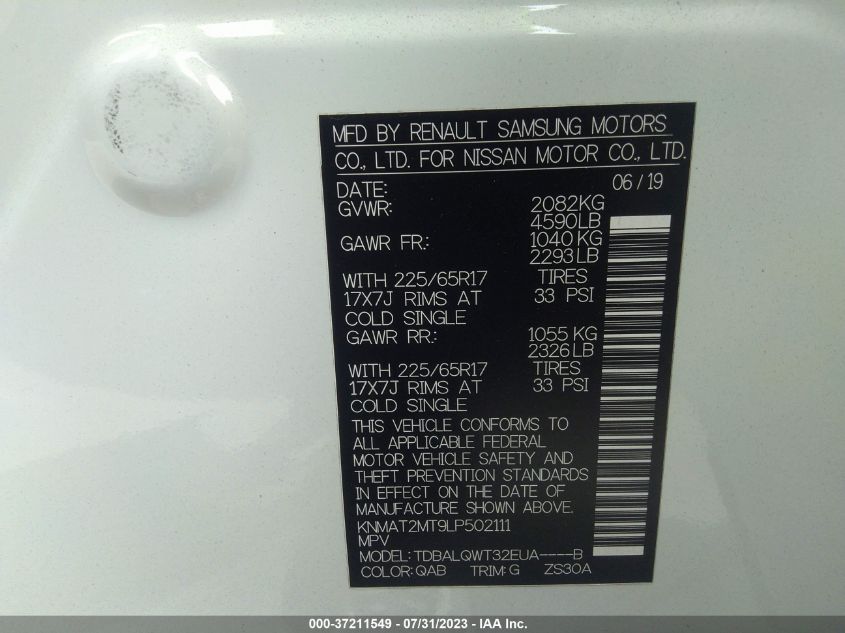 MFD BY RENAULT SAMSUNG MOTORS
CO., LTD. FOR NISSAN MOTOR CO., LTD.
DATE: 06/19
GVWR: 2082KG
4590LB
GAWR FR.: 1040KG
2293LB
WITH 225/65R17 TIRES
17X7J RIMS AT 33 PSI
COLD SINGLE
GAWR RR.: 1055KG
2326LB
WITH 225/65R17 TIRES
17X7J RIMS AT 33 PSI
COLD SINGLE
THIS VEHICLE CONFORMS TO
ALL APPLICABLE FEDERAL
MOTOR VEHICLE SAFETY AND
THEFT PREVENTION STANDARDS
IN EFFECT ON THE DATE OF
MANUFACTURE SHOWN ABOVE.
KNMAT2MT9LP502111
MPV
MODEL: TDBALQWT32EUA----B
COLOR: QAB TRIM: G ZS30A
000-37211549 - 07/31/2023 - IAA Inc.